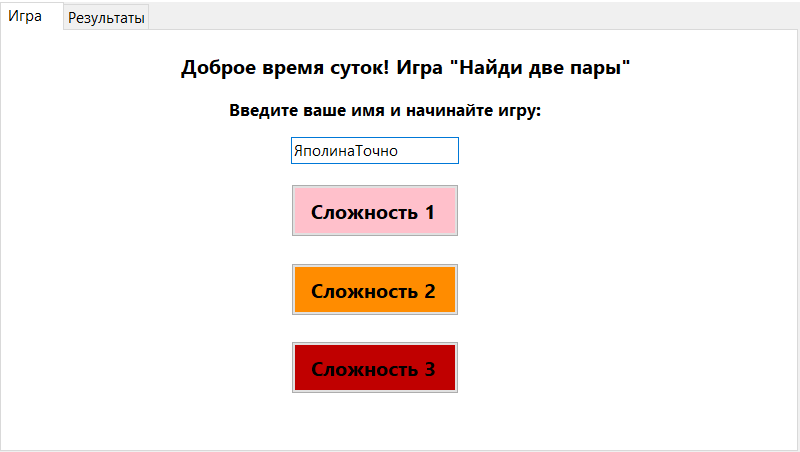 Игра Результаты
Доброе время суток! Игра "Найди две пары"
Введите ваше имя и начинайте игру:
ЯполинаТочно
Сложность 1
Сложность 2
Сложность 3